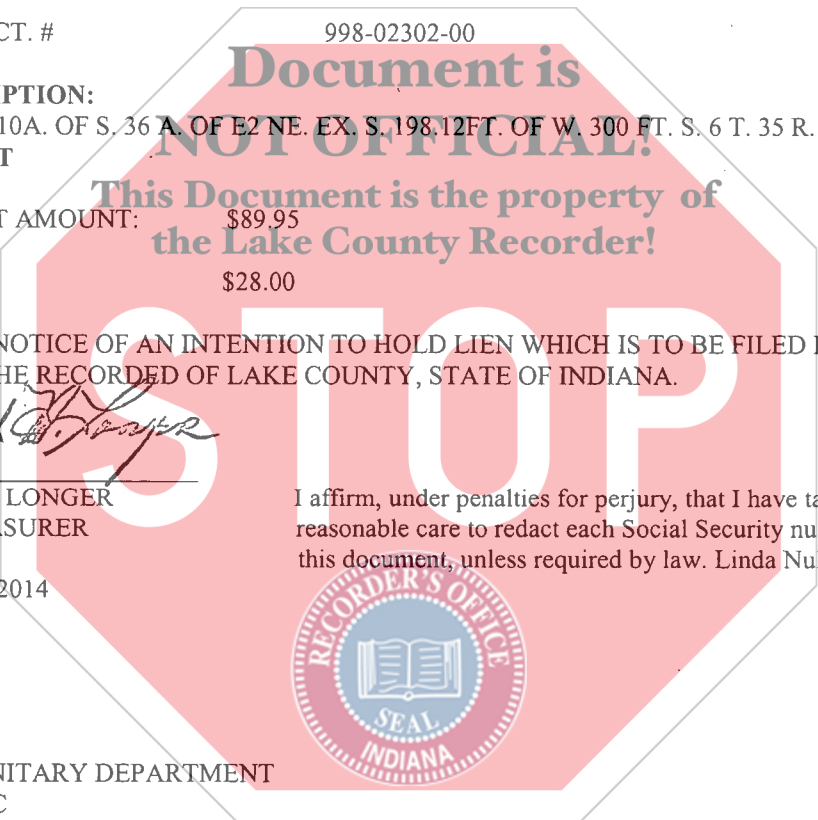 CT. # 998-02302-00
Document is
PTION:
10A. OF S. 36 A. OF E2 NE. EX. S. 198.12FT. OF W. 300 FT. S. 6 T. 35 R.
NOT OFFICIAL!
T
This Document is the property of
T AMOUNT: $89.95
the Lake County Recorder!
$28.00
STOP
NOTICE OF AN INTENTION TO HOLD LIEN WHICH IS TO BE FILED
HE RECORDED OF LAKE COUNTY, STATE OF INDIANA.
LONGER I affirm, under penalties for perjury, that I have ta
ASURER reasonable care to redact each Social Security nu
this document, unless required by law. Linda Nu
2014
RECORDER'S OFFICE
SEAL
INDIANA
NITARY DEPARTMENT
C